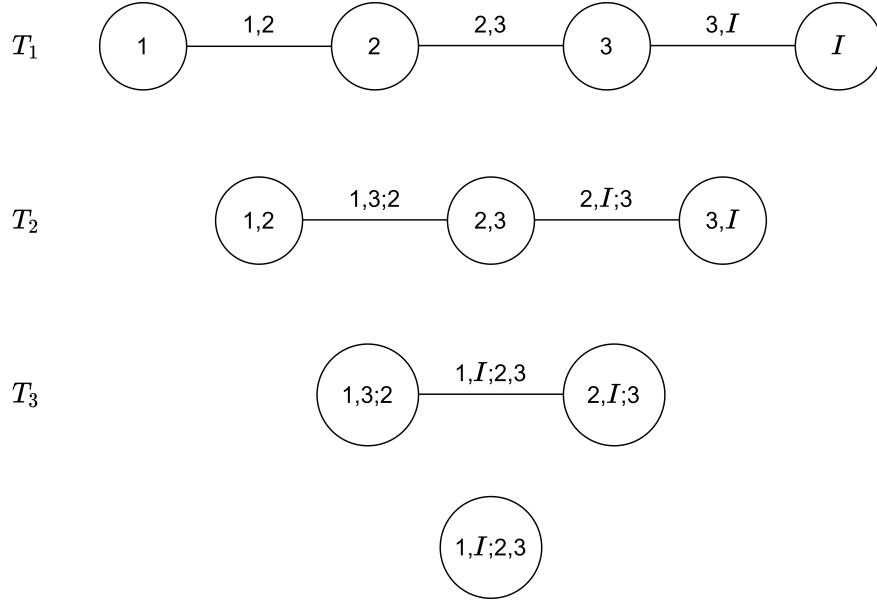 1,2 2,3 3,I
T₁ 1 2 3 I
1,3;2 2,I;3
T₂ 1,2 2,3 3,I
1,I;2,3
T₃ 1,3;2 2,I;3
1,I;2,3